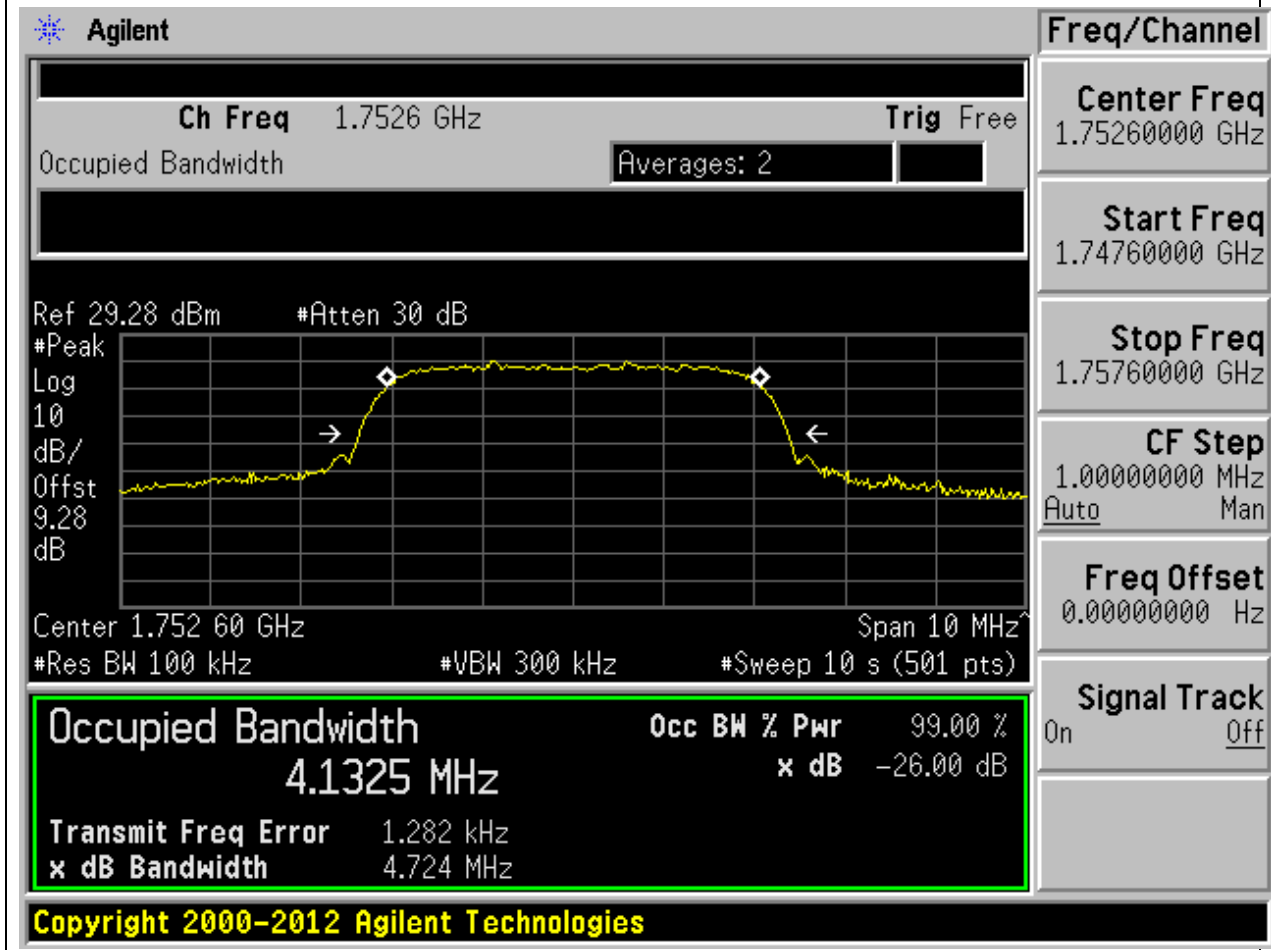 Agilent
Freq/Channel
Ch Freq 1.7526 GHz Trig Free
Occupied Bandwidth Averages: 2
Ref 29.28 dBm #Atten 30 dB
#Peak
Log
10
dB/
Offst
9.28
dB
Center 1.752 60 GHz Span 10 MHz^
#Res BW 100 kHz #VBW 300 kHz #Sweep 10 s (501 pts)
Occupied Bandwidth Occ BW % Pwr 99.00 %
4.1325 MHz x dB -26.00 dB
Transmit Freq Error 1.282 kHz
x dB Bandwidth 4.724 MHz
Center Freq
1.75260000 GHz
Start Freq
1.74760000 GHz
Stop Freq
1.75760000 GHz
CF Step
1.00000000 MHz
Auto Man
Freq Offset
0.00000000 Hz
Signal Track
On Off
Copyright 2000-2012 Agilent Technologies